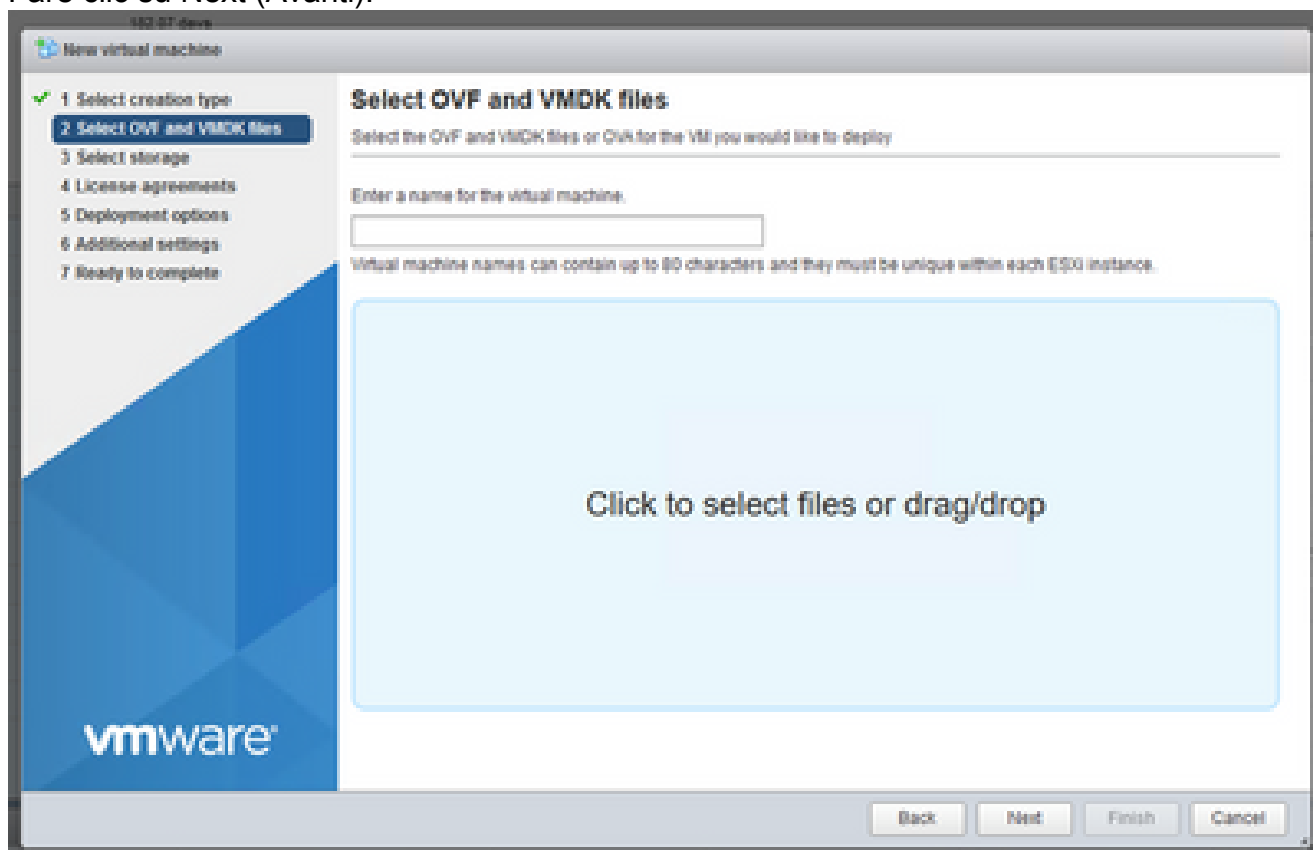 Fare clic su Next (Avanti).
New virtual machine
1 Select creation type
2 Select OVF and VMDK files
3 Select storage
4 License agreements
5 Deployment options
6 Additional settings
7 Ready to complete
Select OVF and VMDK files
Select the OVF and VMDK files or OVA for the VM you would like to deploy
Enter a name for the virtual machine.
Virtual machine names can contain up to 80 characters and they must be unique within each ESXi instance.
Click to select files or drag/drop
vmware
Back
Next
Finish
Cancel